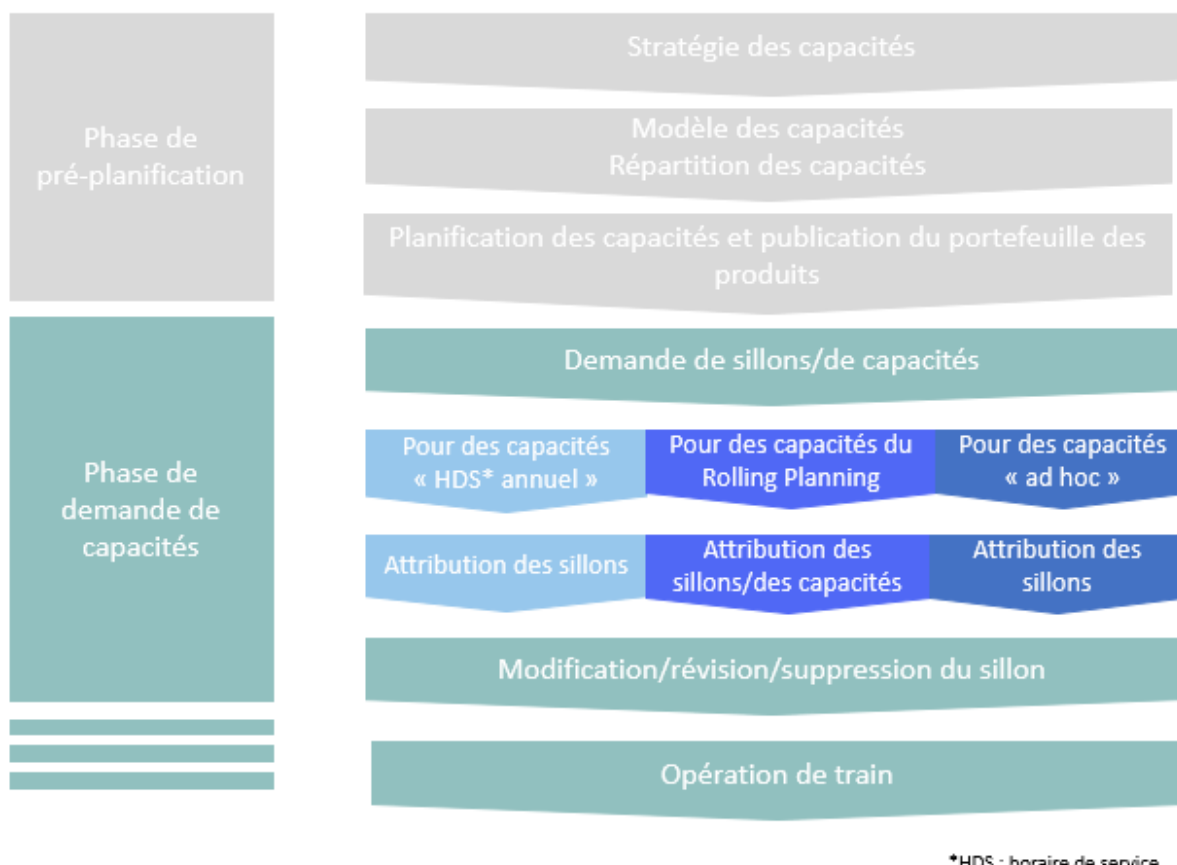 Phase de
pré-planification
Stratégie des capacités
Modèle des capacités
Répartition des capacités
Planification des capacités et publication du portefeuille des
produits
Phase de
demande de
capacités
Demande de sillons/de capacités
Pour des capacités
« HDS* annuel »
Pour des capacités du
Rolling Planning
Pour des capacités
« ad hoc »
Attribution des sillons
Attribution des
sillons/des capacités
Attribution des
sillons
Modification/révision/suppression du sillon
Opération de train
*HDS : horaire de service